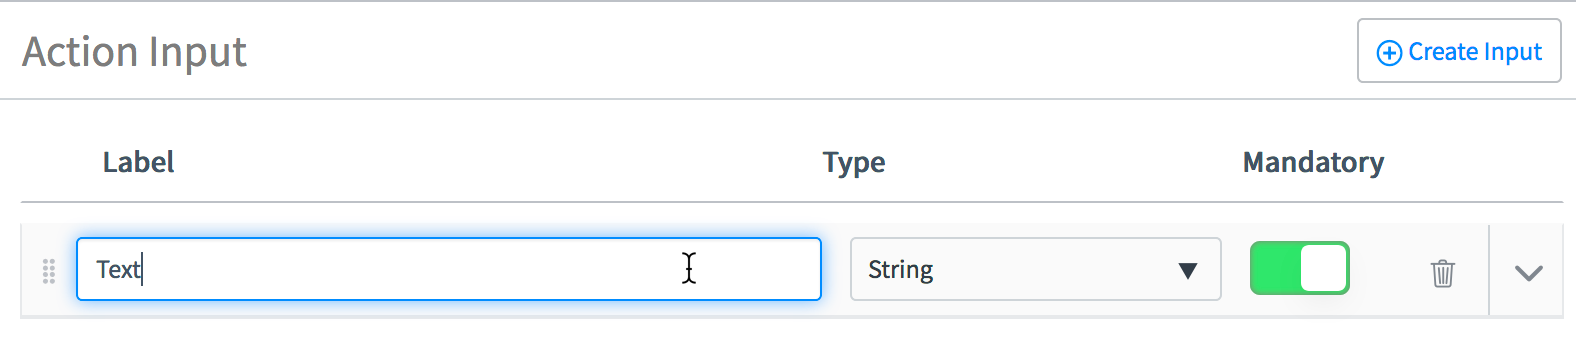 Action Input
Create Input
Label Type Mandatory
Text String